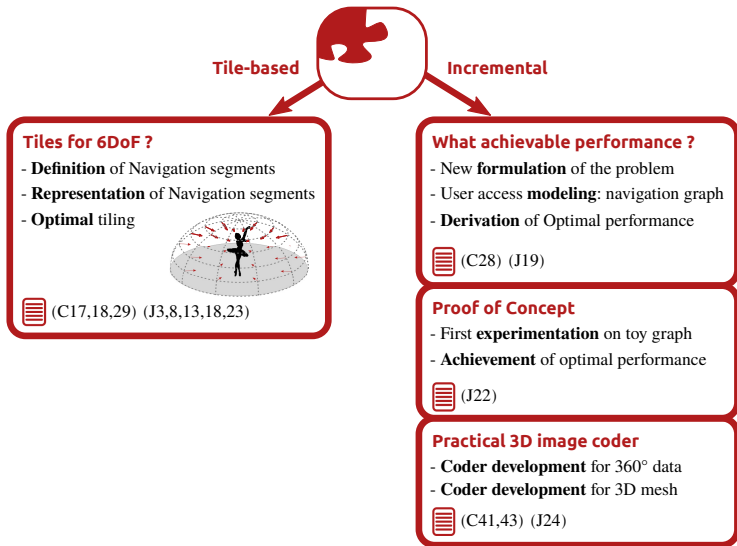 Tile-based
Incremental
Tiles for 6DoF ?
- Definition of Navigation segments
- Representation of Navigation segments
- Optimal tiling
(C17,18,29) (J3,8,13,18,23)
What achievable performance ?
- New formulation of the problem
- User access modeling: navigation graph
- Derivation of Optimal performance
(C28) (J19)
Proof of Concept
- First experimentation on toy graph
- Achievement of optimal performance
(J22)
Practical 3D image coder
- Coder development for 360° data
- Coder development for 3D mesh
(C41,43) (J24)